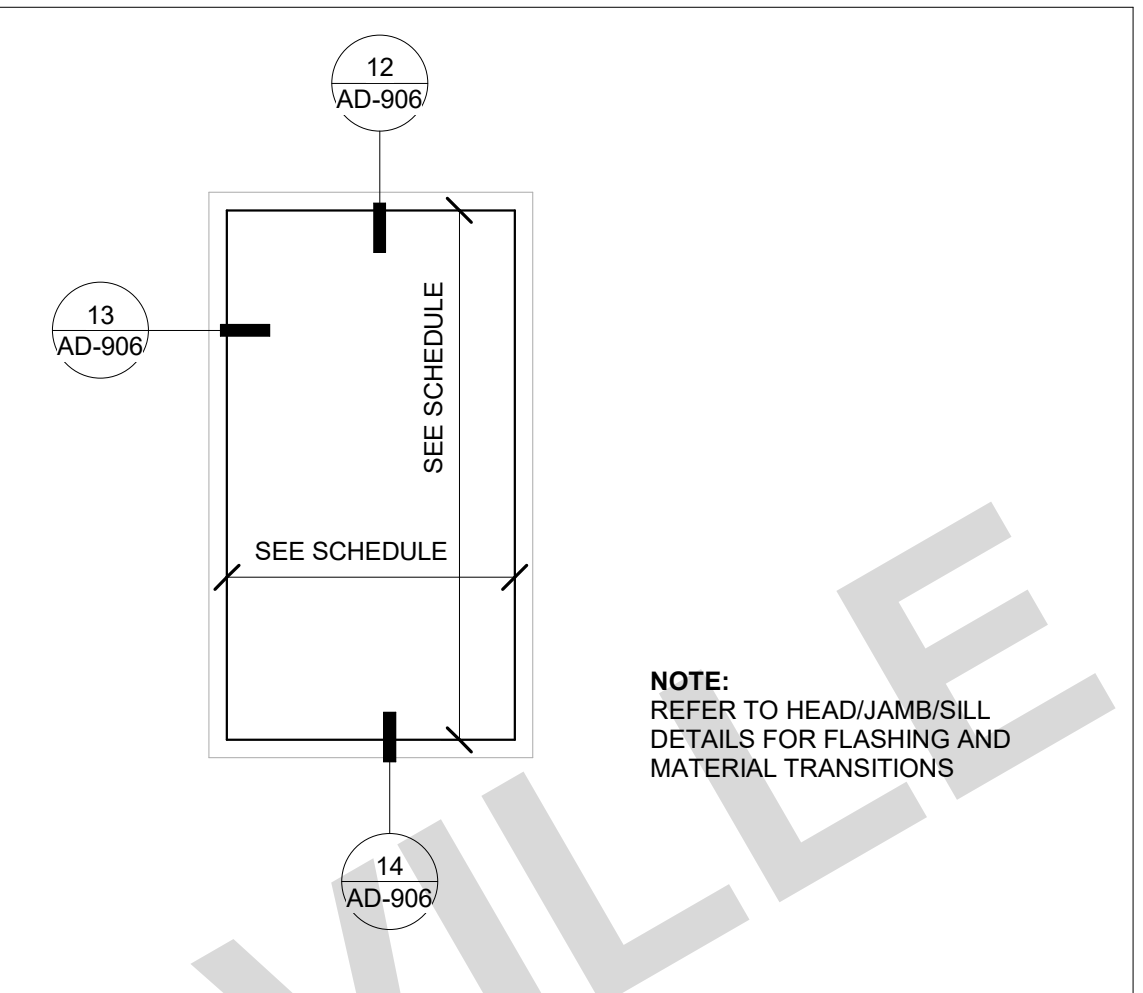 12
AD-906
13
AD-906
SEE SCHEDULE
SEE SCHEDULE
NOTE:
REFER TO HEAD/JAMB/SILL
DETAILS FOR FLASHING AND
MATERIAL TRANSITIONS
14
AD-906
VILLE